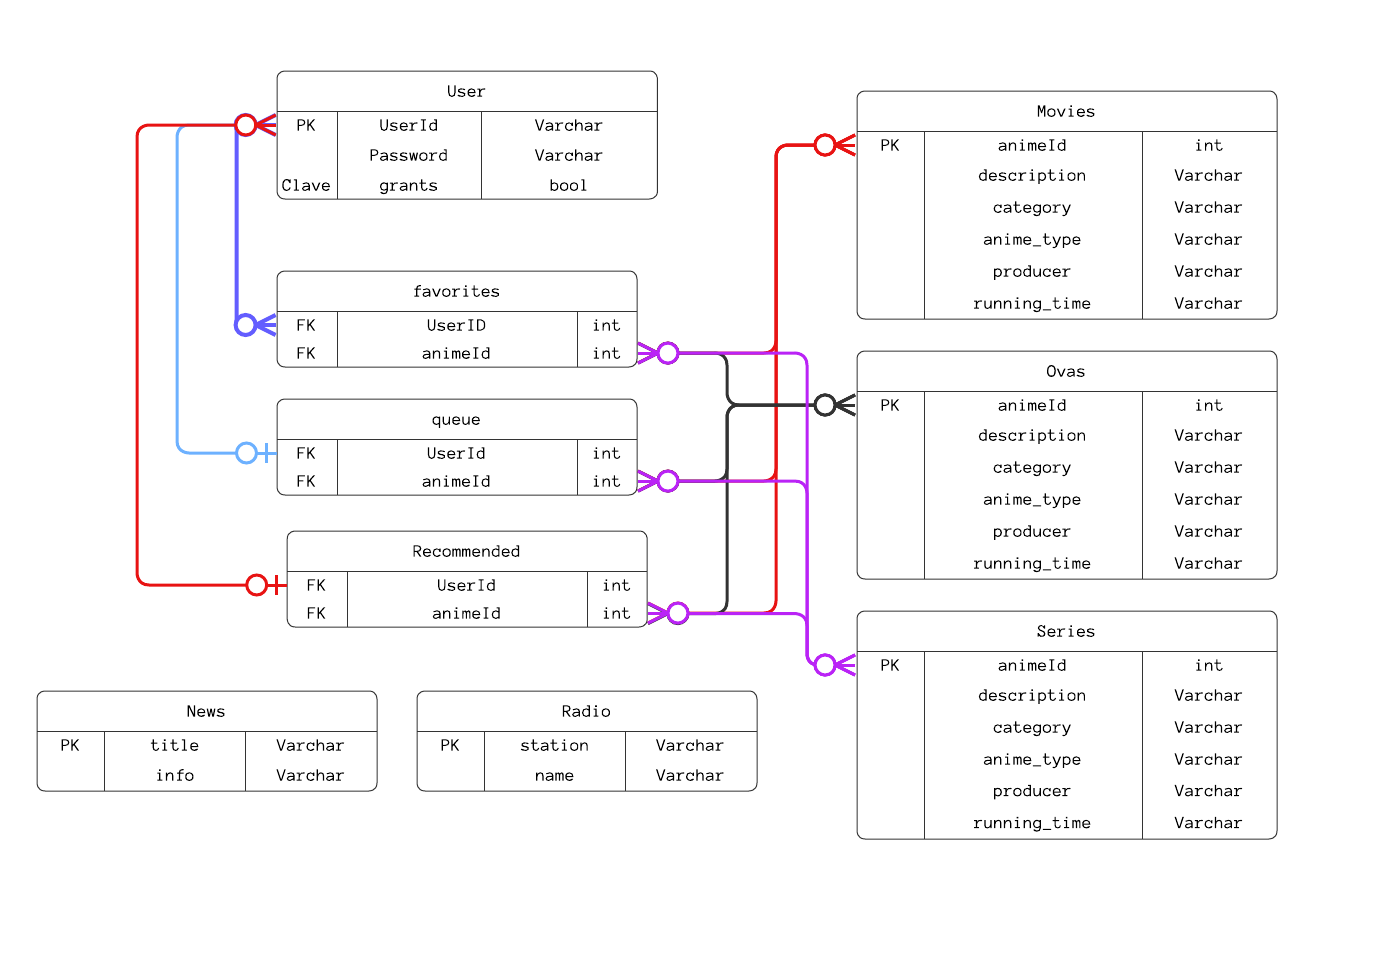 User
PK UserId Varchar
Password Varchar
Clave grants bool
favorites
FK UserID int
FK animeId int
queue
FK UserId int
FK animeId int
Recommended
FK UserId int
FK animeId int
News
PK title Varchar
info Varchar
Radio
PK station Varchar
name Varchar
Movies
PK animeId int
description Varchar
category Varchar
anime_type Varchar
producer Varchar
running_time Varchar
Ovas
PK animeId int
description Varchar
category Varchar
anime_type Varchar
producer Varchar
running_time Varchar
Series
PK animeId int
description Varchar
category Varchar
anime_type Varchar
producer Varchar
running_time Varchar